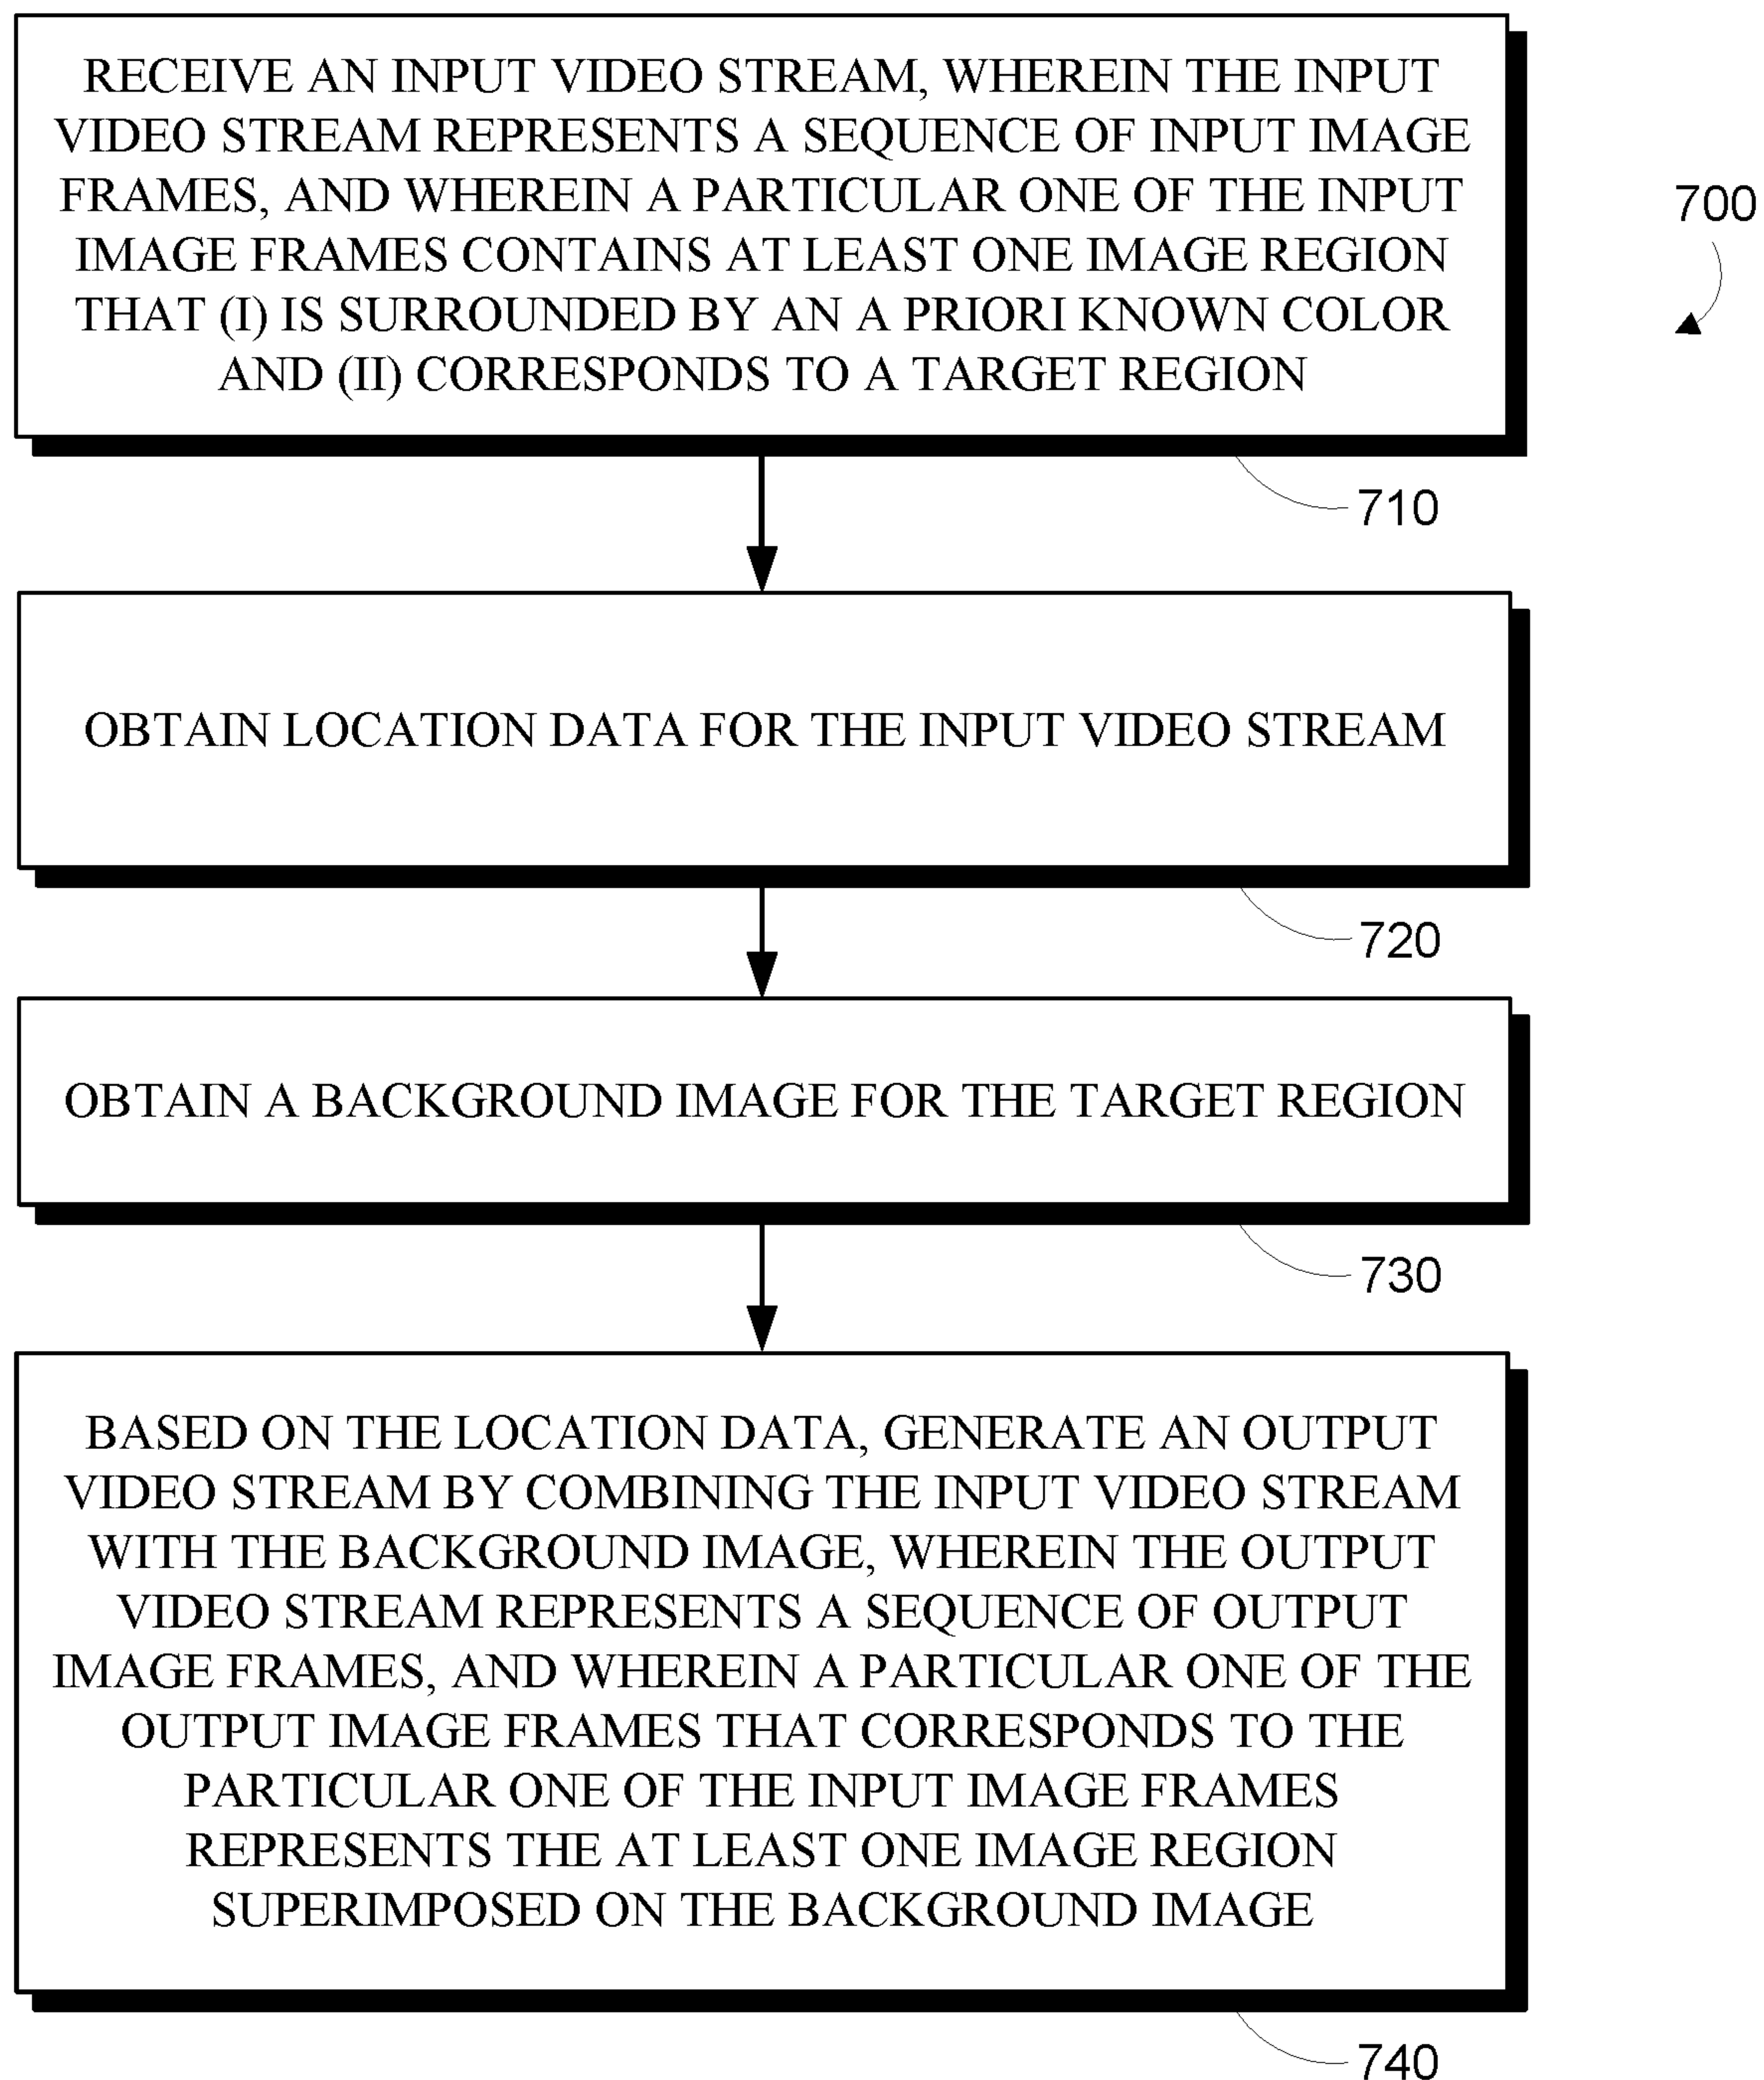 RECEIVE AN INPUT VIDEO STREAM, WHEREIN THE INPUT
VIDEO STREAM REPRESENTS A SEQUENCE OF INPUT IMAGE
FRAMES, AND WHEREIN A PARTICULAR ONE OF THE INPUT
IMAGE FRAMES CONTAINS AT LEAST ONE IMAGE REGION
THAT (I) IS SURROUNDED BY AN A PRIORI KNOWN COLOR
AND (II) CORRESPONDS TO A TARGET REGION
700
710
OBTAIN LOCATION DATA FOR THE INPUT VIDEO STREAM
720
OBTAIN A BACKGROUND IMAGE FOR THE TARGET REGION
730
BASED ON THE LOCATION DATA, GENERATE AN OUTPUT
VIDEO STREAM BY COMBINING THE INPUT VIDEO STREAM
WITH THE BACKGROUND IMAGE, WHEREIN THE OUTPUT
VIDEO STREAM REPRESENTS A SEQUENCE OF OUTPUT
IMAGE FRAMES, AND WHEREIN A PARTICULAR ONE OF THE
OUTPUT IMAGE FRAMES THAT CORRESPONDS TO THE
PARTICULAR ONE OF THE INPUT IMAGE FRAMES
REPRESENTS THE AT LEAST ONE IMAGE REGION
SUPERIMPOSED ON THE BACKGROUND IMAGE
740